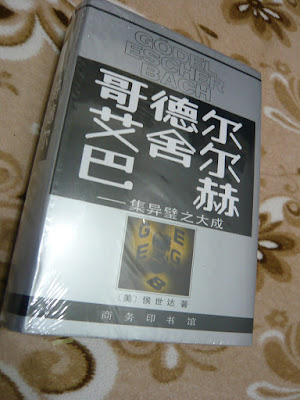 GÖDEL
ESCHER
BACH
哥德尔
艾舍尔
巴赫
——集异璧之大成
〔美〕侯世达 著
商务印书馆